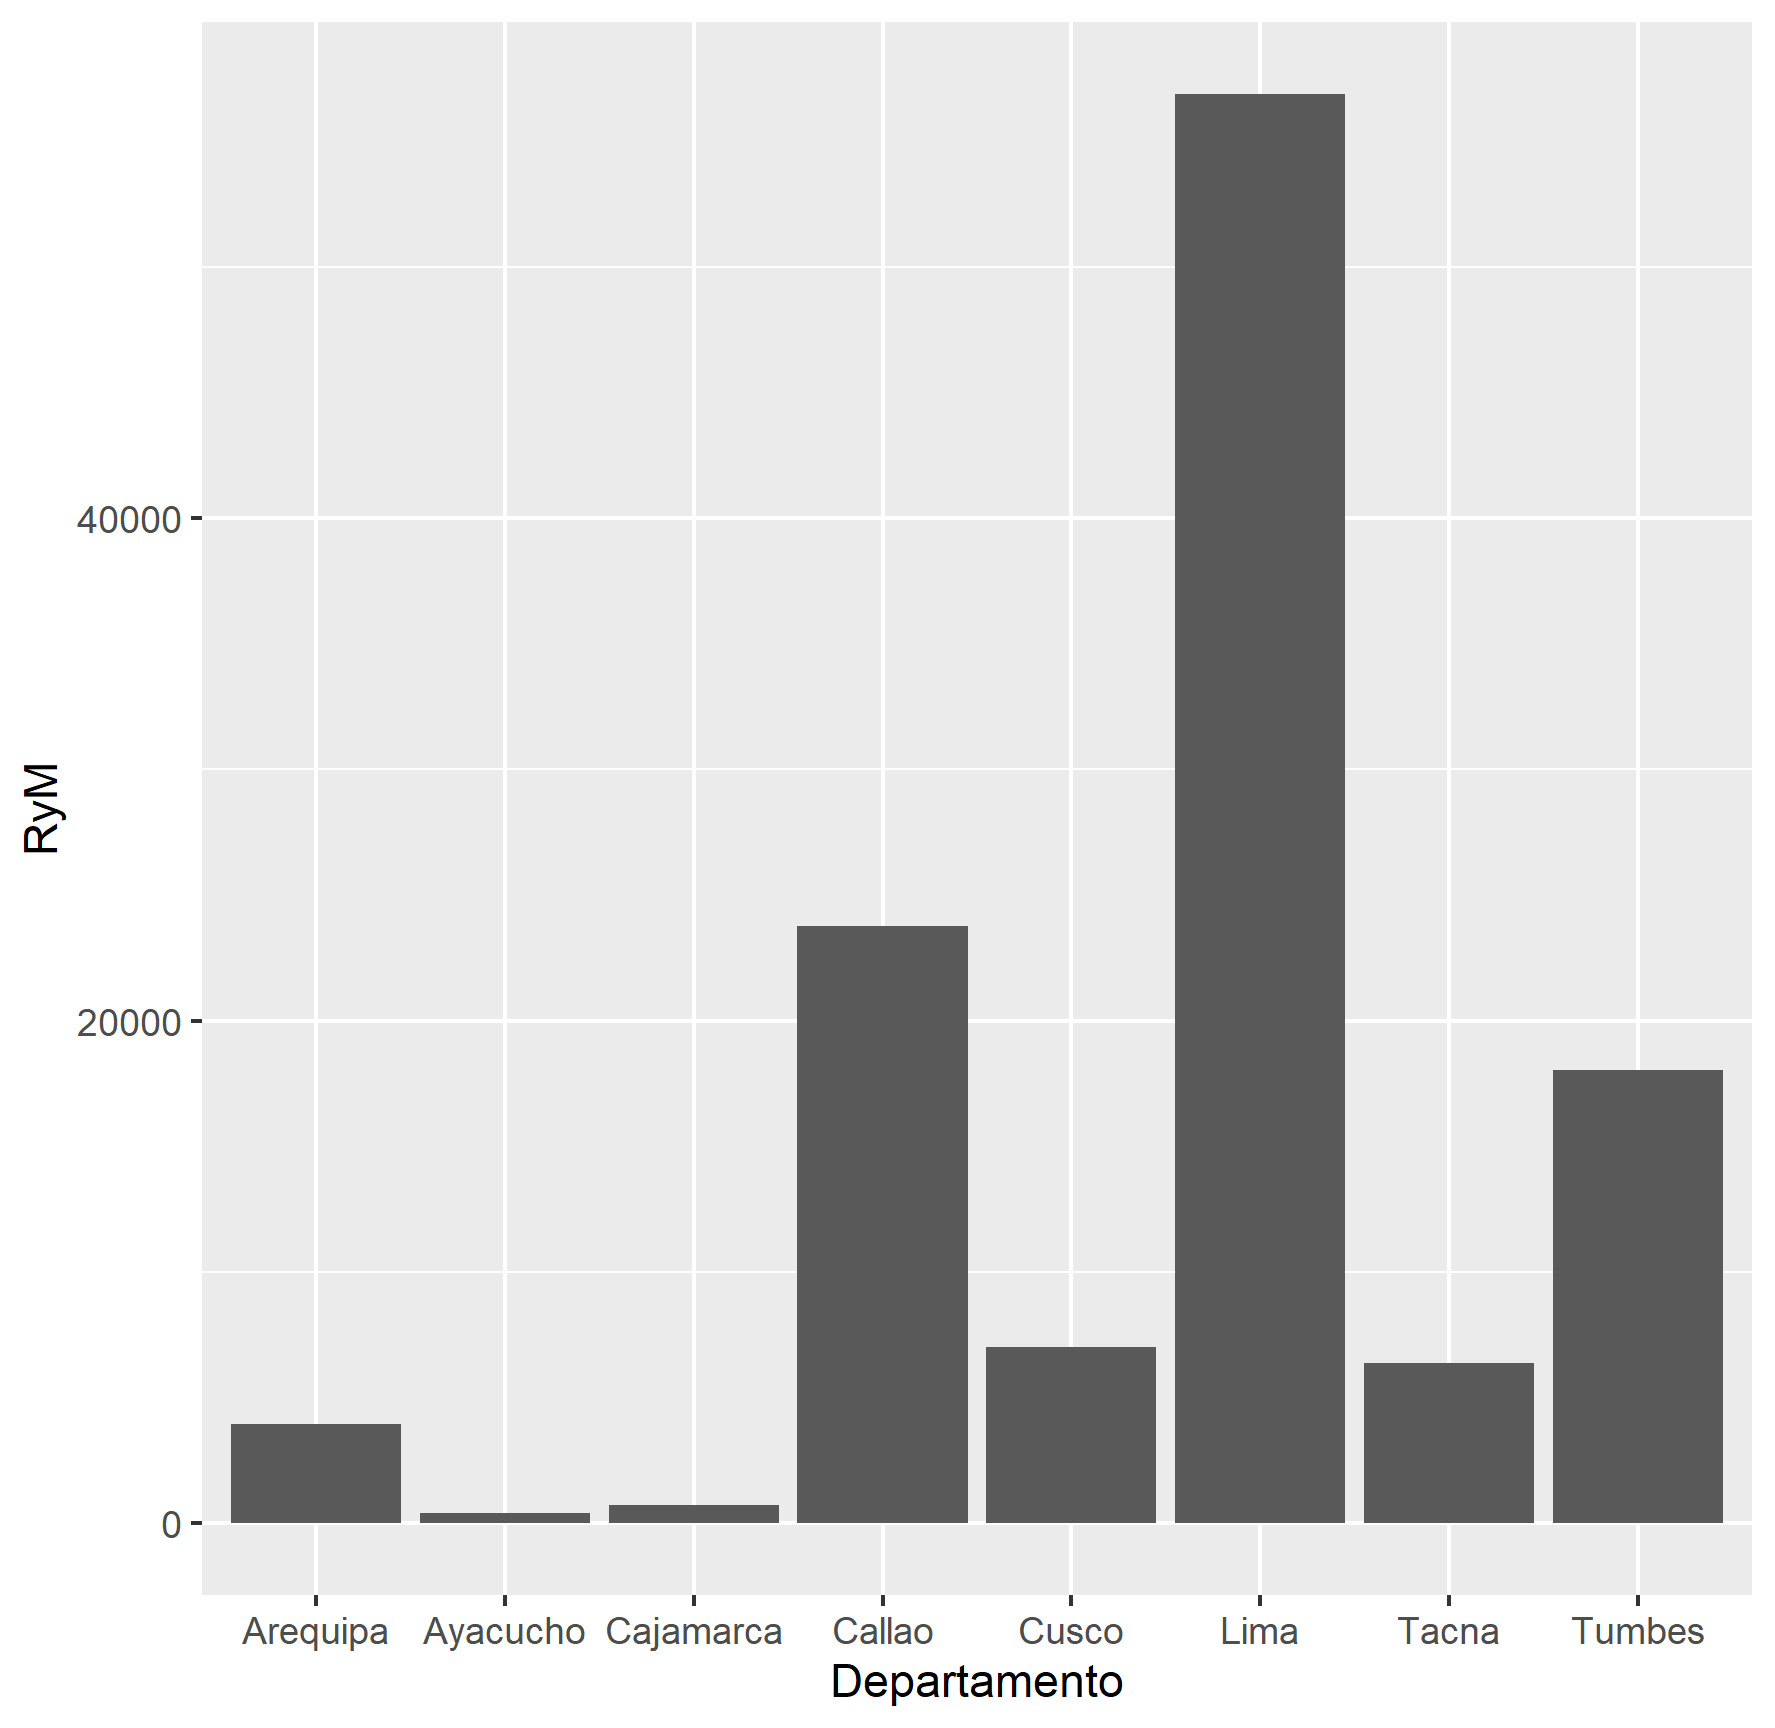 RyM
40000
20000
0
Arequipa Ayacucho Cajamarca Callao Cusco Lima Tacna Tumbes
Departamento